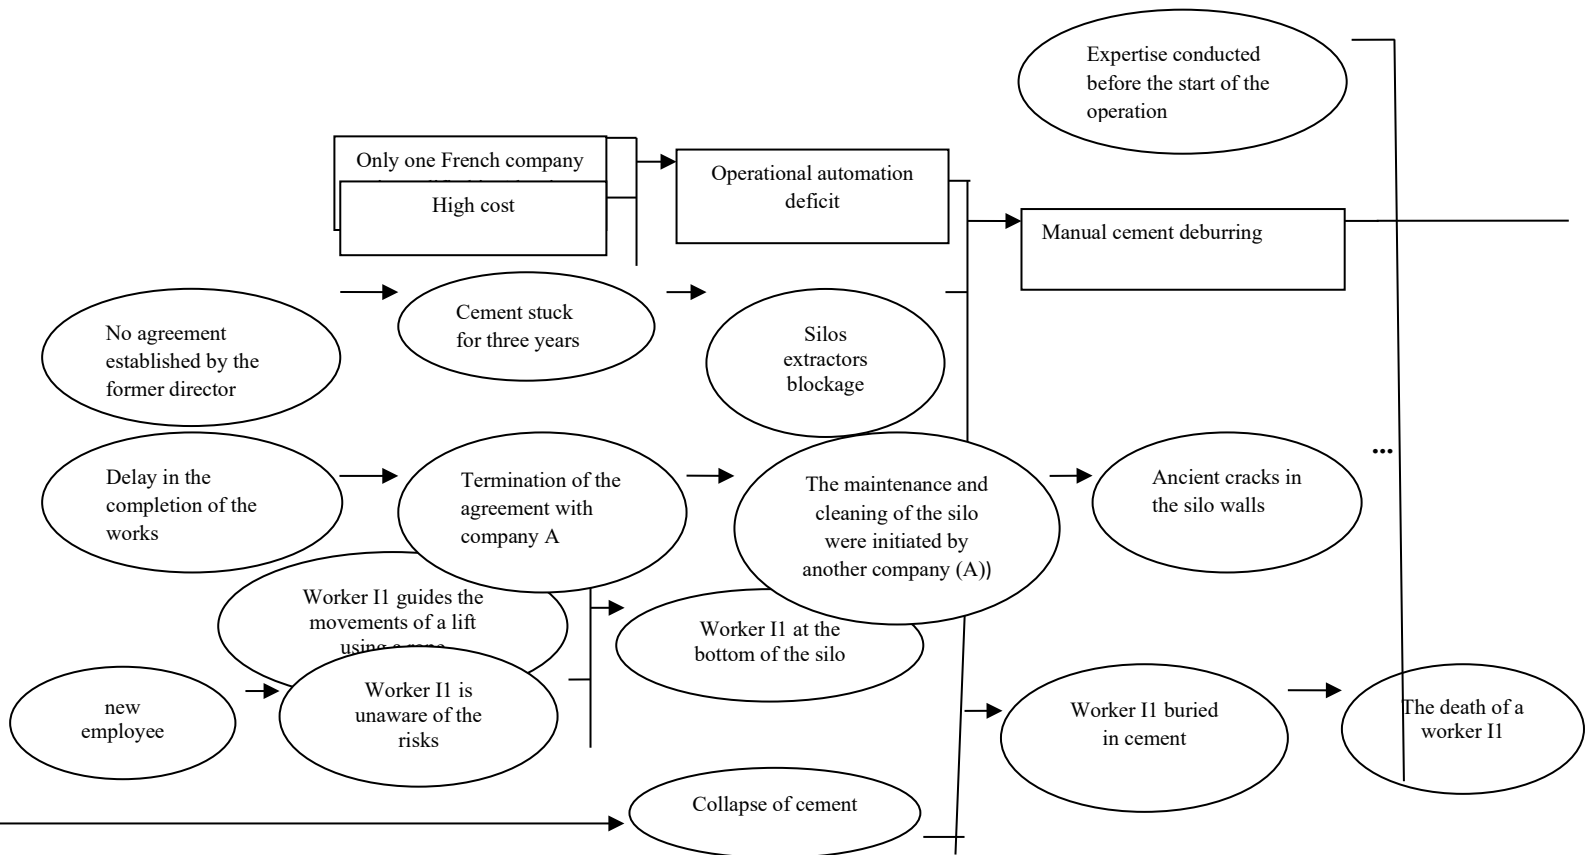 Expertise conducted
before the start of the
operation
Only one French company
High cost
Operational automation
deficit
Manual cement deburring
No agreement
established by the
former director
Cement stuck
for three years
Silos
extractors
blockage
Delay in the
completion of the
works
Termination of the
agreement with
company A
The maintenance and
cleaning of the silo
were initiated by
another company (A))
Ancient cracks in
the silo walls
...
Worker I1 guides the
movements of a lift
using a rope
Worker I1 at the
bottom of the silo
new
employee
Worker I1 is
unaware of the
risks
Worker I1 buried
in cement
The death of a
worker I1
Collapse of cement